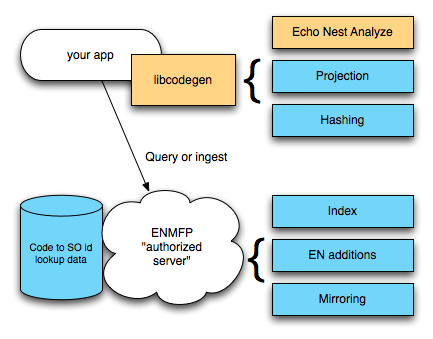 Echo Nest Analyze
your app
libcodegen
Projection
Hashing
Query or ingest
Index
ENMFP
"authorized
server"
Code to SO id
lookup data
EN additions
Mirroring